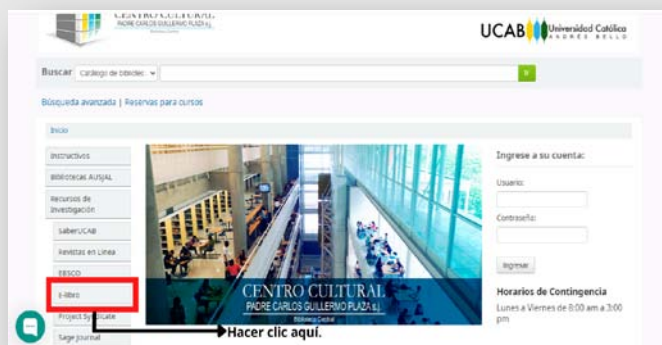 CENTRO CULTURAL
PADRE CARLOS GUILLERMO PLAZA s.j.
Biblioteca Central
UCAB Universidad Católica
ANDRÉS BELLO
Buscar Catálogo de bibliotec
Ir
Búsqueda avanzada | Reservas para cursos
Inicio
Instructivos
Bibliotecas AUSJAL
Recursos de
Investigación
SaberUCAB
Revistas en Línea
EBSCO
E-libro
Project Syndicate
Sage Journal
CENTRO CULTURAL
PADRE CARLOS GUILLERMO PLAZA s.j.
Biblioteca Central
Hacer clic aquí.
Ingrese a su cuenta:
Usuario:
Contraseña:
Ingresar
Horarios de Contingencia
Lunes a Viernes de 8:00 am a 3:00
pm